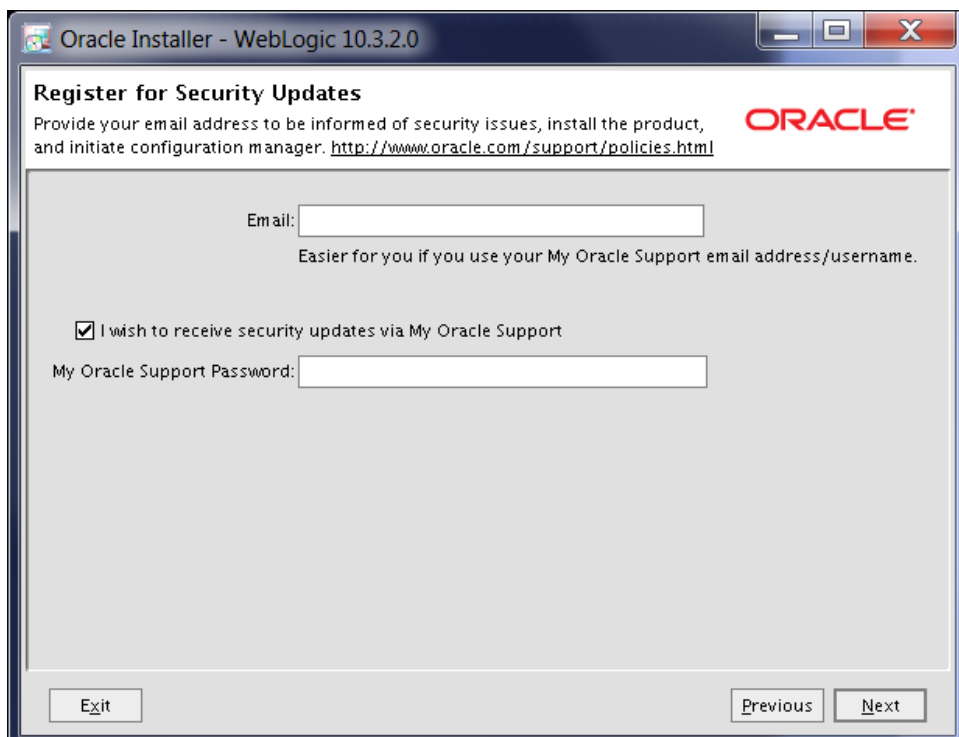 Oracle Installer - WebLogic 10.3.2.0
Register for Security Updates
Provide your email address to be informed of security issues, install the product,
and initiate configuration manager. http://www.oracle.com/support/policies.html
ORACLE
Email:
Easier for you if you use your My Oracle Support email address/username.
I wish to receive security updates via My Oracle Support
My Oracle Support Password:
Exit
Previous
Next